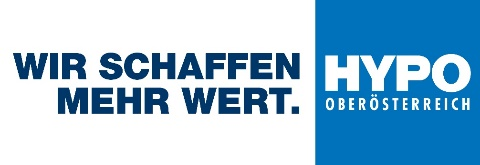 WIR SCHAFFEN
MEHR WERT.
HYPO
OBERÖSTERREICH